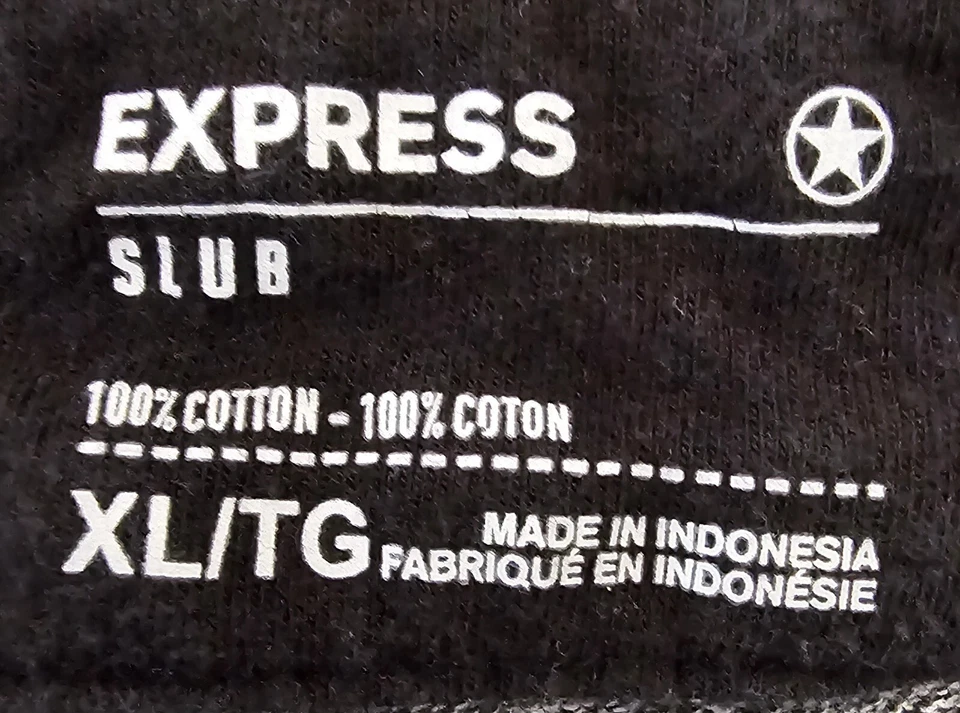 EXPRESS
SLUB
100% COTTON - 100% COTON
XL/TG
MADE IN INDONESIA
FABRIQUÉ EN INDONÉSIE